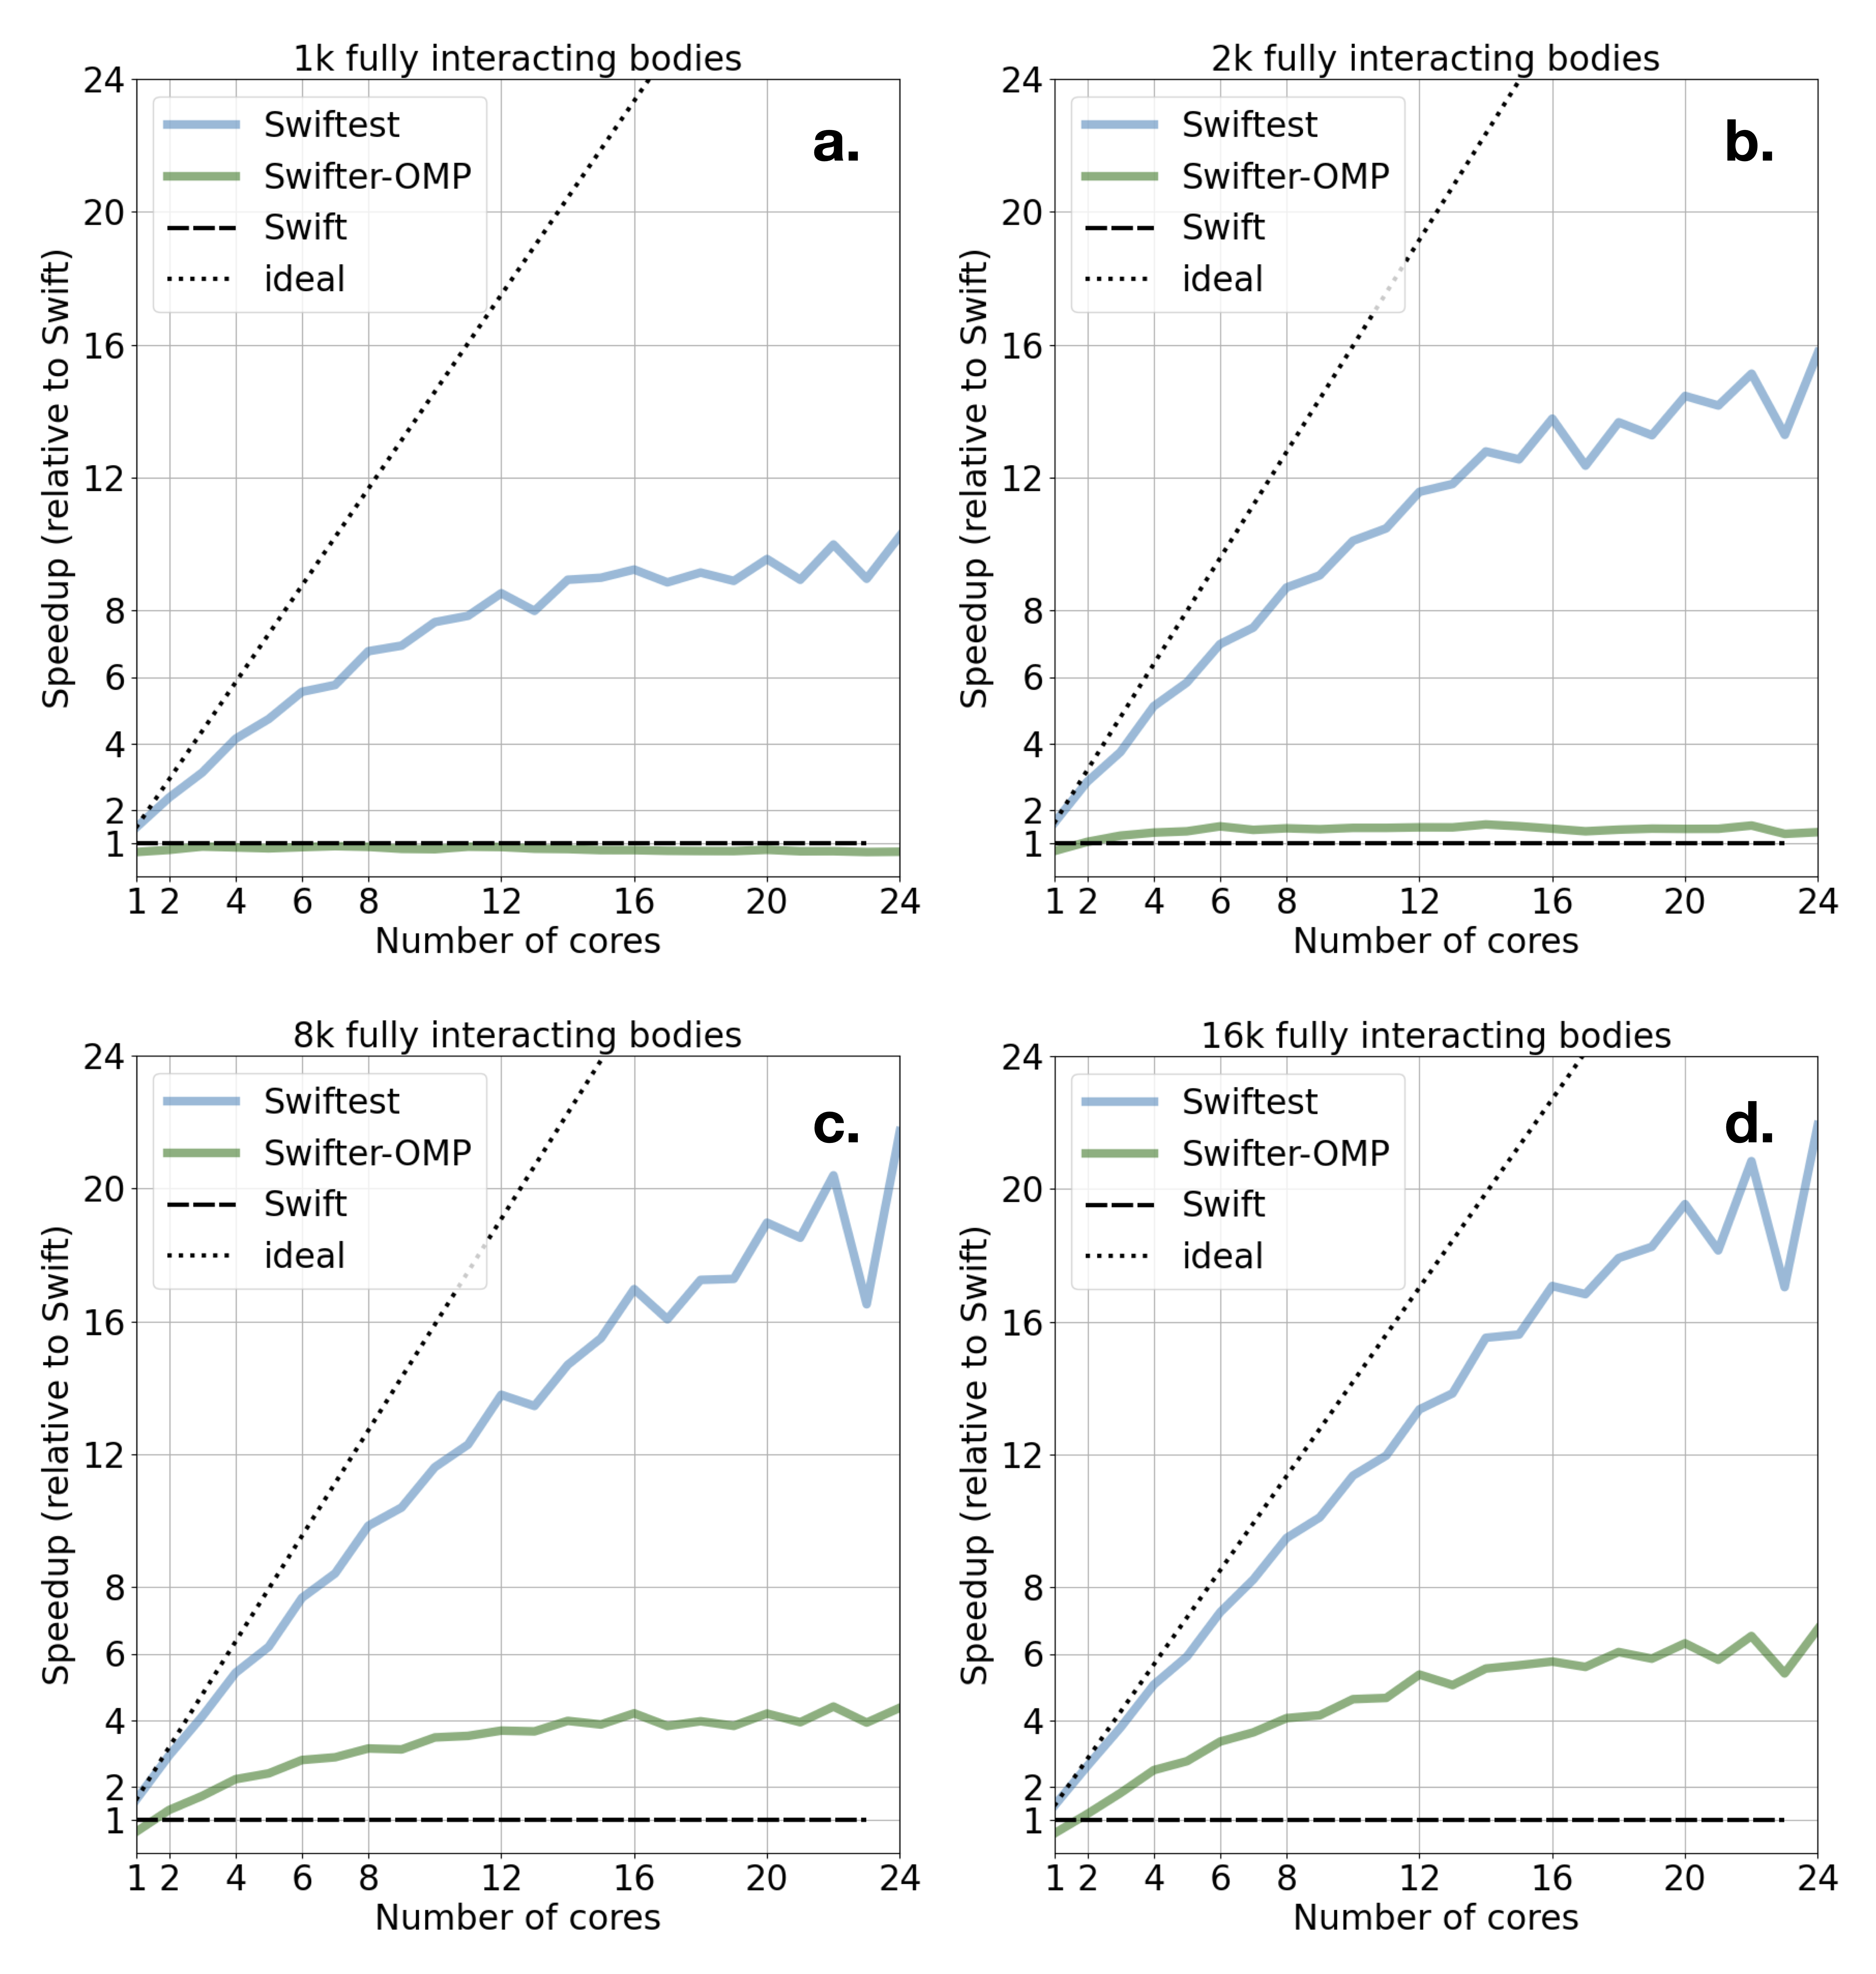 1k fully interacting bodies
24
20
16
12
8
6
4
2
1
Speedup (relative to Swift)
Swiftest
Swifter-OMP
Swift
ideal
a.
1 2 4 6 8 12 16 20 24
Number of cores
2k fully interacting bodies
24
20
16
12
8
6
4
2
1
Speedup (relative to Swift)
Swiftest
Swifter-OMP
Swift
ideal
b.
1 2 4 6 8 12 16 20 24
Number of cores
8k fully interacting bodies
24
20
16
12
8
6
4
2
1
Speedup (relative to Swift)
Swiftest
Swifter-OMP
Swift
ideal
c.
1 2 4 6 8 12 16 20 24
Number of cores
16k fully interacting bodies
24
20
16
12
8
6
4
2
1
Speedup (relative to Swift)
Swiftest
Swifter-OMP
Swift
ideal
d.
1 2 4 6 8 12 16 20 24
Number of cores